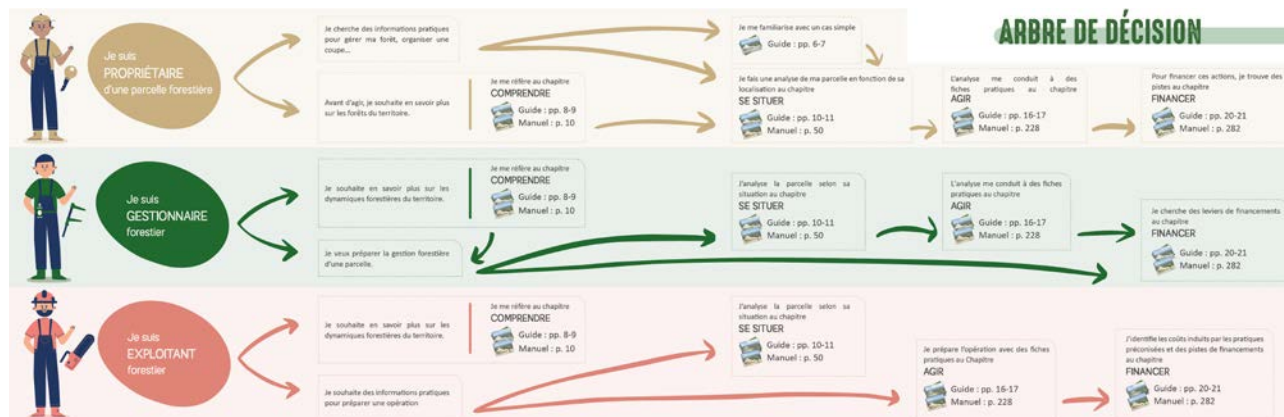 ARBRE DE DÉCISION
Je suis
PROPRIÉTAIRE
d'une parcelle forestière
Je cherche des informations pratiques
pour gérer ma forêt, organiser une
coupe...
Avant d'agir, je souhaite en savoir plus
sur les forêts du territoire.
Je me réfère au chapitre
COMPRENDRE
Guide : pp. 8-9
Manuel : p. 10
Je me familiarise avec un cas simple
Guide : pp. 6-7
Je fais une analyse de ma parcelle en fonction de sa
localisation au chapitre
SE SITUER
Guide : pp. 10-11
Manuel : p. 50
L'analyse me conduit à des
fiches pratiques au chapitre
AGIR
Guide : pp. 16-17
Manuel : p. 228
Pour financer ces actions, je trouve des
pistes au chapitre
FINANCER
Guide : pp. 20-21
Manuel : p. 282
Je suis
GESTIONNAIRE
forestier
Je souhaite en savoir plus sur les
dynamiques forestières du territoire.
Je me réfère au chapitre
COMPRENDRE
Guide : pp. 8-9
Manuel : p. 10
Je veux préparer la gestion forestière
d'une parcelle.
J'analyse la parcelle selon sa
situation au chapitre
SE SITUER
Guide : pp. 10-11
Manuel : p. 50
L'analyse me conduit à des fiches
pratiques au chapitre
AGIR
Guide : pp. 16-17
Manuel : p. 228
Je cherche des leviers de financements
au chapitre
FINANCER
Guide : pp. 20-21
Manuel : p. 282
Je suis
EXPLOITANT
forestier
Je souhaite en savoir plus sur les
dynamiques forestières du territoire.
Je me réfère au chapitre
COMPRENDRE
Guide : pp. 8-9
Manuel : p. 10
Je souhaite des informations pratiques
pour préparer une opération
J'analyse la parcelle selon sa
situation au chapitre
SE SITUER
Guide : pp. 10-11
Manuel : p. 50
Je prépare l'opération avec des fiches
pratiques au Chapitre
AGIR
Guide : pp. 16-17
Manuel : p. 228
J'identifie les coûts induits par les pratiques
préconisées et des pistes de financements
au chapitre
FINANCER
Guide : pp. 20-21
Manuel : p. 282